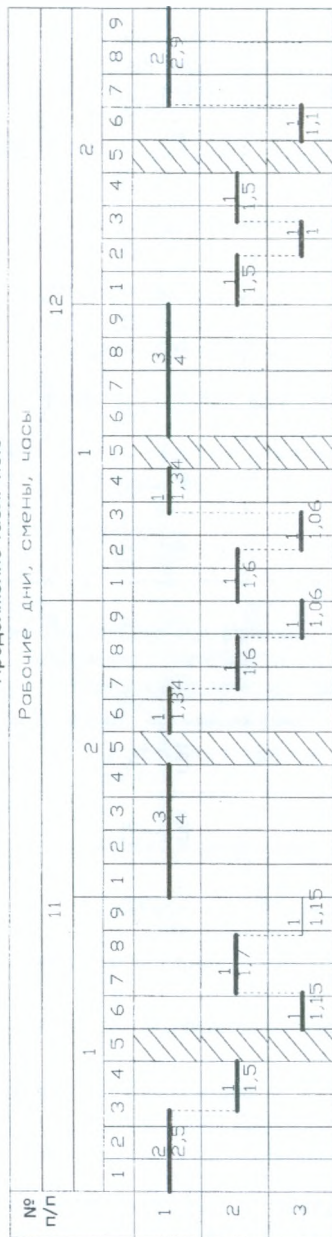 Рабочие дни, смены, часы
№ п/п
11 12
1 2 1 2
1 2 3 4 5 6 7 8 9 1 2 3 4 5 6 7 8 9 1 2 3 4 5 6 7 8 9 1 2 3 4 5 6 7 8 9
1
2 3 1 1 3 2
2,5 4 1,34 1,34 4 2,9
2
1 1 1 1 1 1
1,5 1,7 1,6 1,6 1,5 1,5
3
1 1 1 1 1 1
1,15 1,15 1,06 1,06 1 1,1